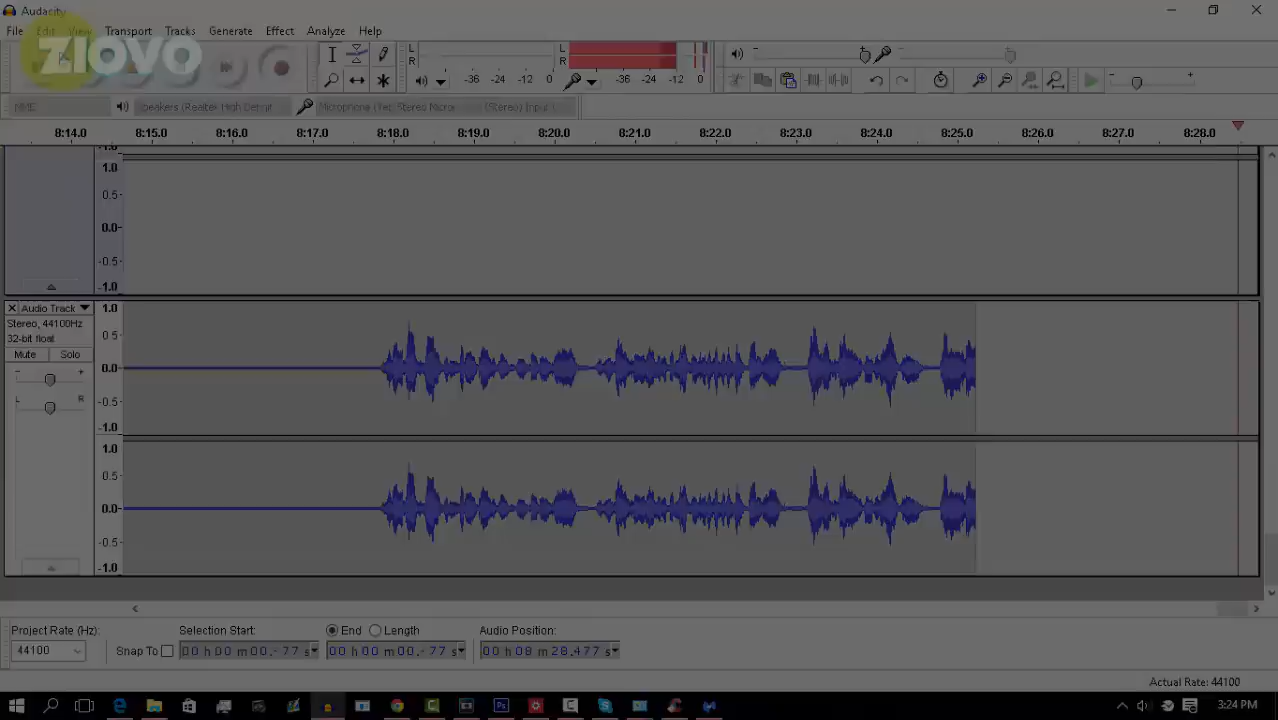 Audacity
File Edit View Transport Tracks Generate Effect Analyze Help
ZIOVO
L
R
-36 -24 -12 0
L
R
-36 -24 -12 0
MME
Speakers (Realtek High Definit
8:14.0 8:15.0 8:16.0 8:17.0 8:18.0 8:19.0 8:20.0 8:21.0 8:22.0 8:23.0 8:24.0 8:25.0 8:26.0 8:27.0 8:28.0
-1.0
1.0
0.5
0.0
-0.5
-1.0
Audio Track
Stereo, 44100Hz
32-bit float
Mute Solo
- +
L R
1.0
0.5
0.0
-0.5
-1.0
1.0
0.5
0.0
-0.5
-1.0
Project Rate (Hz): Selection Start: End Length Audio Position:
44100 Snap To 00 h 00 m 00.-77 s 00 h 00 m 00.-77 s 00 h 08 m 28.477 s
Actual Rate: 44100
3:24 PM